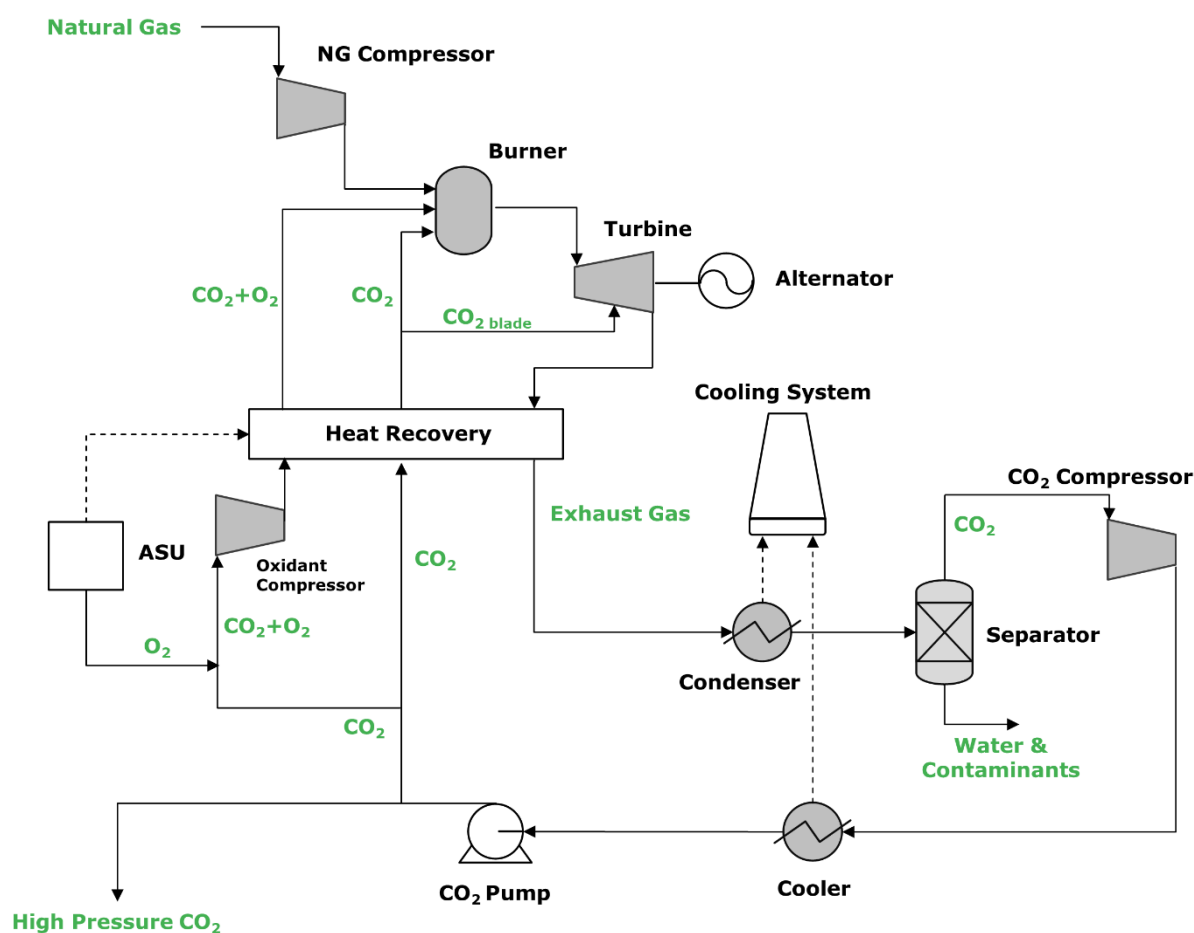 Natural Gas
NG Compressor
Burner
Turbine
Alternator
CO₂+O₂
CO₂
CO₂ blade
Cooling System
Heat Recovery
CO₂ Compressor
Exhaust Gas
CO₂
ASU
CO₂
Oxidant
Compressor
CO₂+O₂
O₂
Separator
Condenser
CO₂
Water &
Contaminants
CO₂ Pump
Cooler
High Pressure CO₂